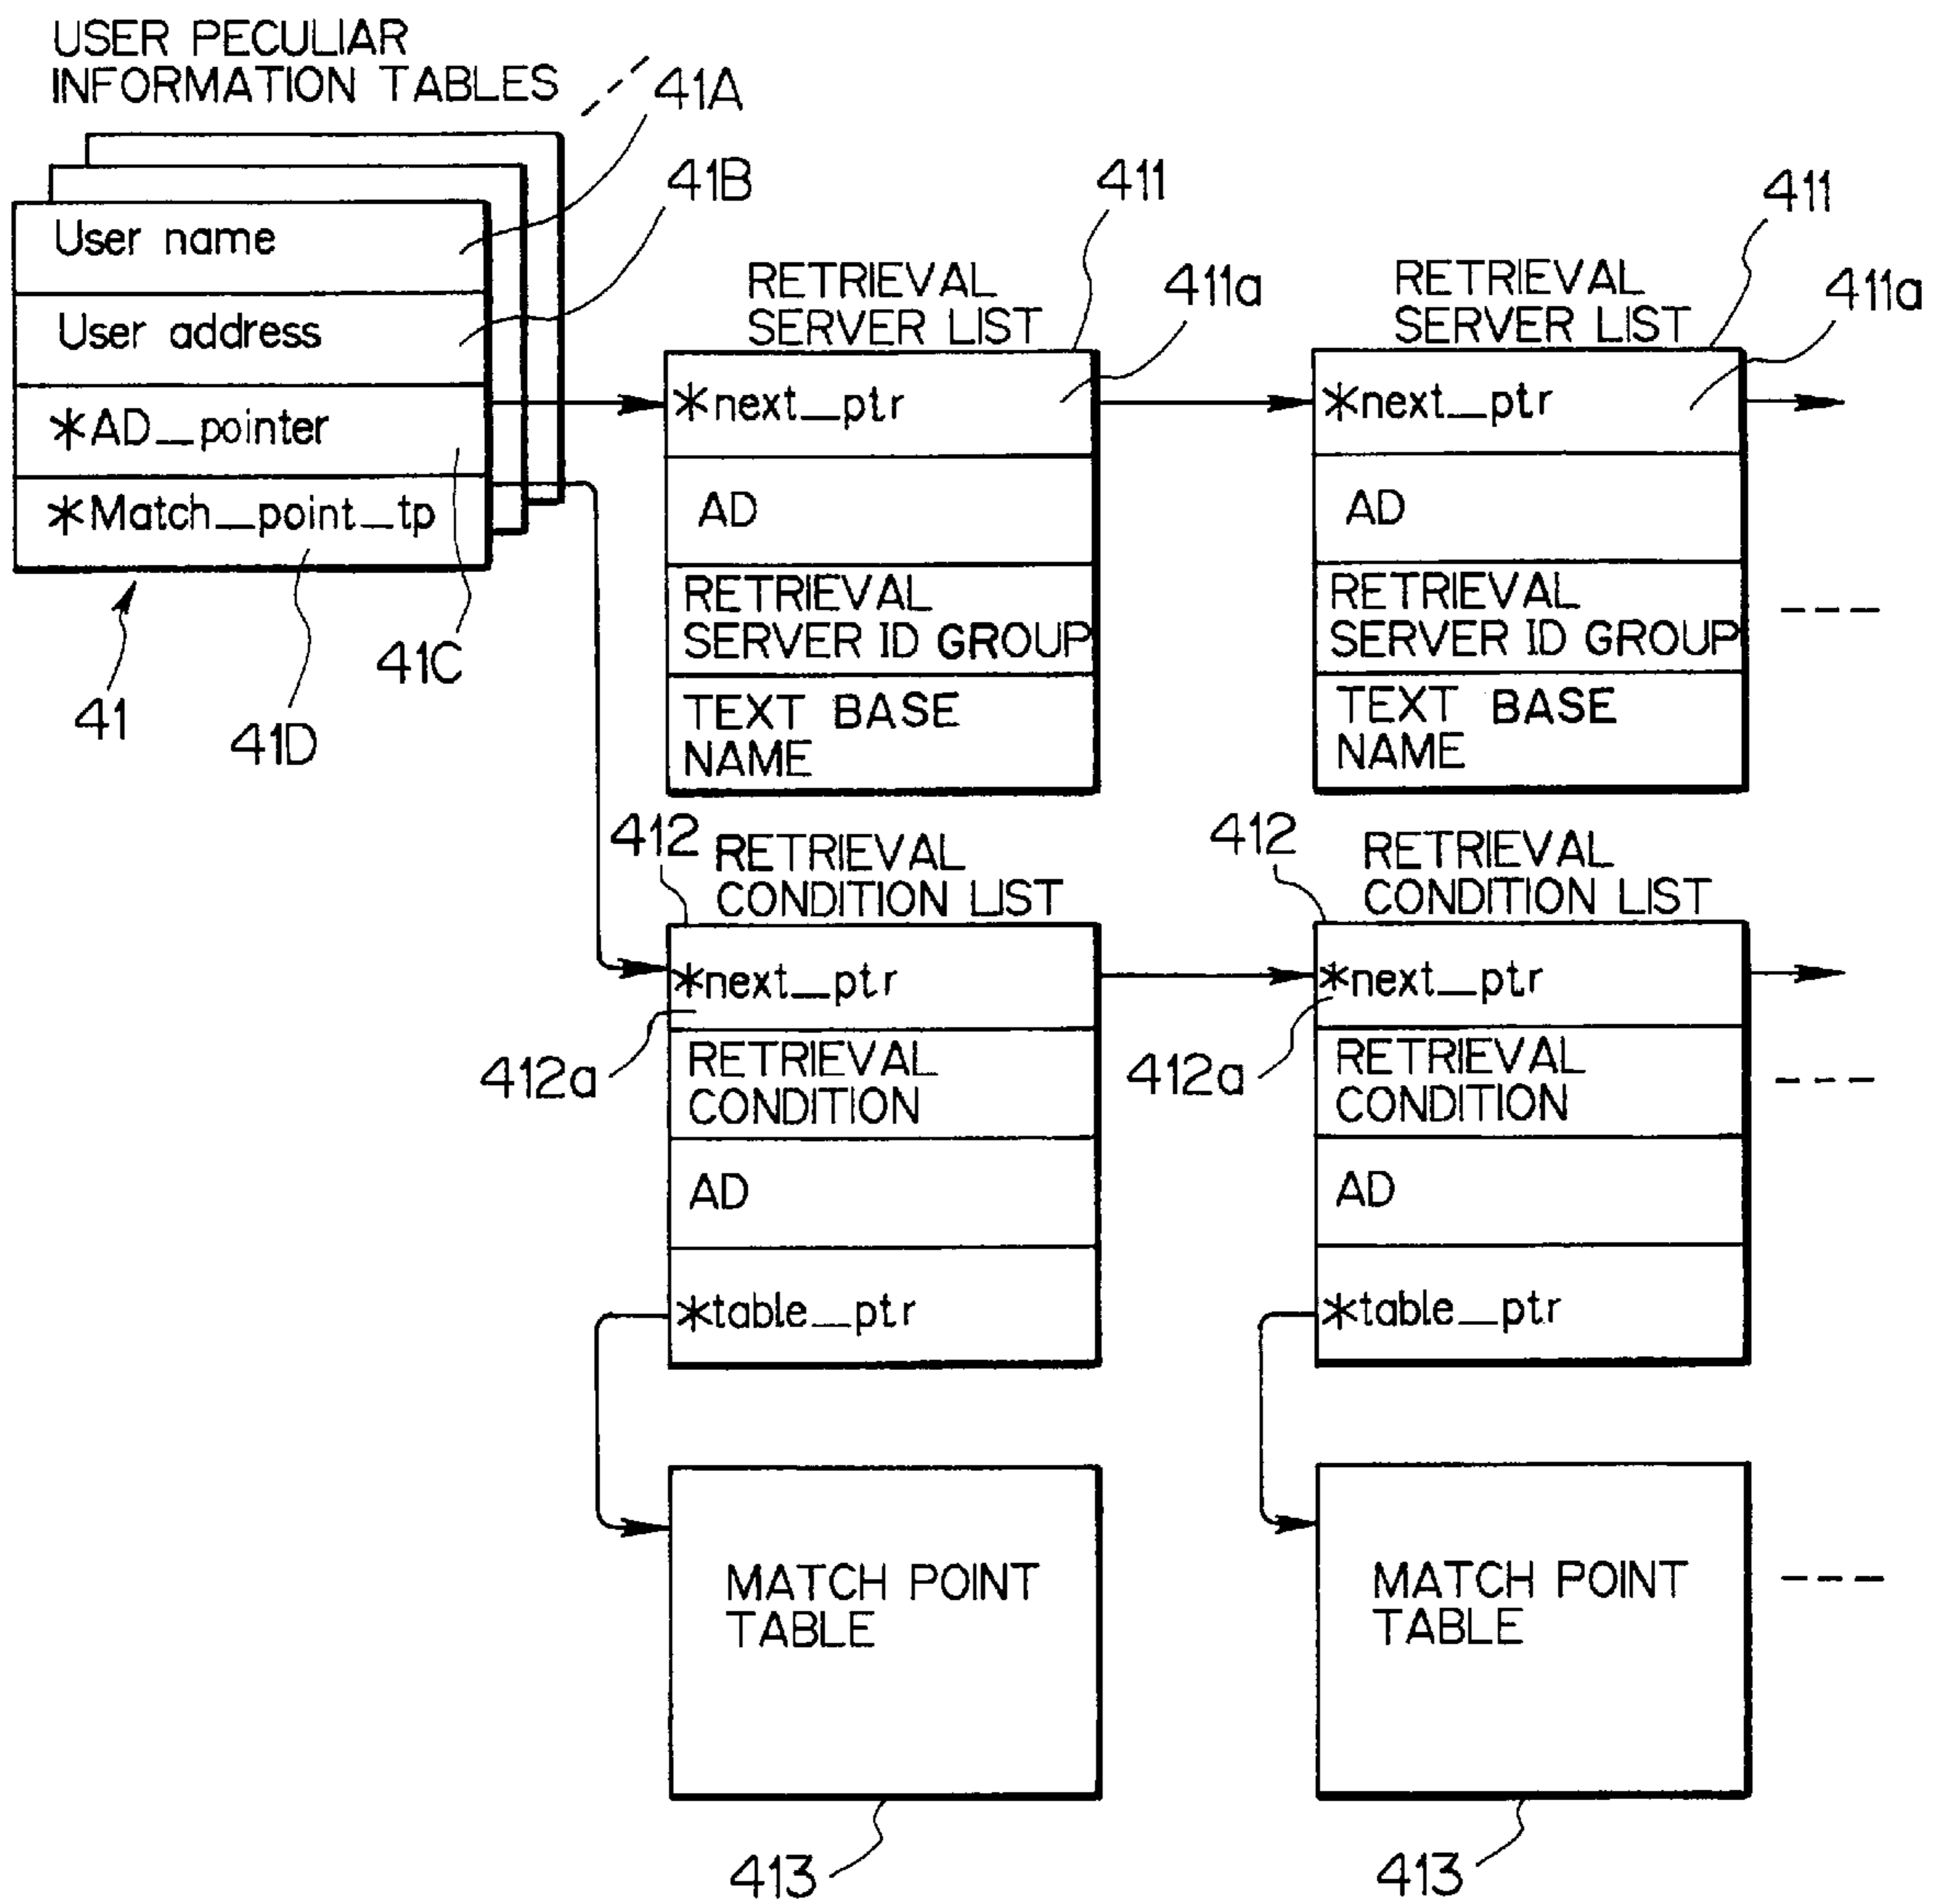 USER PECULIAR
INFORMATION TABLES
41A
41B
User name
User address
*AD_pointer
*Match_point_tp
41
41D
41C
411
411a
RETRIEVAL
SERVER LIST
*next_ptr
AD
RETRIEVAL
SERVER ID GROUP
TEXT BASE
NAME
411
411a
RETRIEVAL
SERVER LIST
*next_ptr
AD
RETRIEVAL
SERVER ID GROUP
TEXT BASE
NAME
412
RETRIEVAL
CONDITION LIST
*next_ptr
412a
RETRIEVAL
CONDITION
AD
*table_ptr
412
RETRIEVAL
CONDITION LIST
*next_ptr
412a
RETRIEVAL
CONDITION
AD
*table_ptr
MATCH POINT
TABLE
413
MATCH POINT
TABLE
413